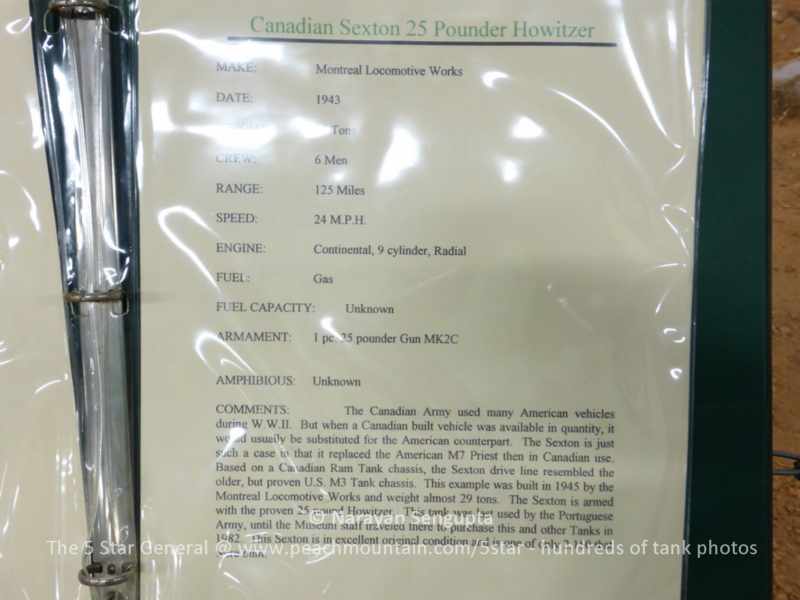 Canadian Sexton 25 Pounder Howitzer
MAKE: Montreal Locomotive Works
DATE: 1943
Ton
CREW: 6 Men
RANGE: 125 Miles
SPEED: 24 M.P.H.
ENGINE: Continental, 9 cylinder, Radial
FUEL: Gas
FUEL CAPACITY: Unknown
ARMAMENT: 1 pc. 25 pounder Gun MK2C
AMPHIBIOUS: Unknown
COMMENTS: The Canadian Army used many American vehicles
during W.W.II. But when a Canadian built vehicle was available in quantity, it
would usually be substituted for the American counterpart. The Sexton is just
such a case in that it replaced the American M7 Priest then in Canadian use.
Based on a Canadian Ram Tank chassis, the Sexton drive line resembled the
older, but proven U.S. M3 Tank chassis. This example was built in 1945 by the
Montreal Locomotive Works and weight almost 29 tons. The Sexton is armed
with the proven 25 pound Howitzer. This tank was last used by the Portuguese
Army, until the Museum staff traveled there to purchase this and other Tanks in
1982. This Sexton is in excellent original condition and is one of only that
© Narayan Sengupta
The 5 Star General @ www.peachmountain.com/5star - hundreds of tank photos